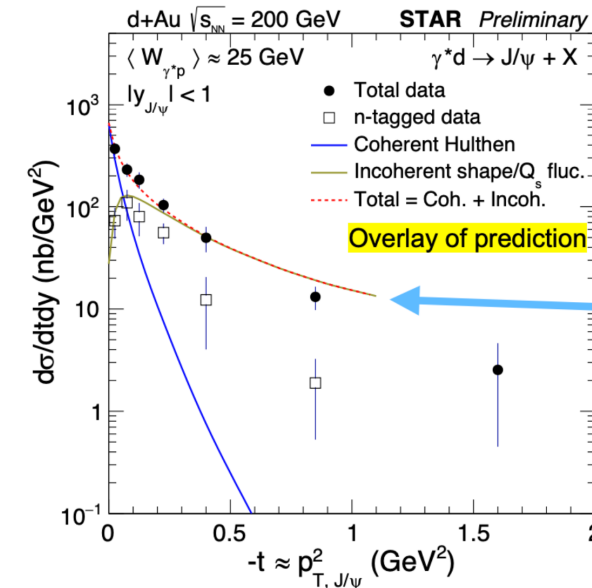 d+Au √s_NN = 200 GeV STAR Preliminary
⟨ W_γ*p ⟩ ≈ 25 GeV γ*d → J/ψ + X
|y_J/ψ| < 1
Total data
n-tagged data
Coherent Hulthen
Incoherent shape/Q_s fluc.
Total = Coh. + Incoh.
Overlay of prediction
dσ/dtdy (nb/GeV²)
10³
10²
10
1
10⁻¹
0 0.5 1 1.5 2
-t ≈ p²_T, J/ψ (GeV²)